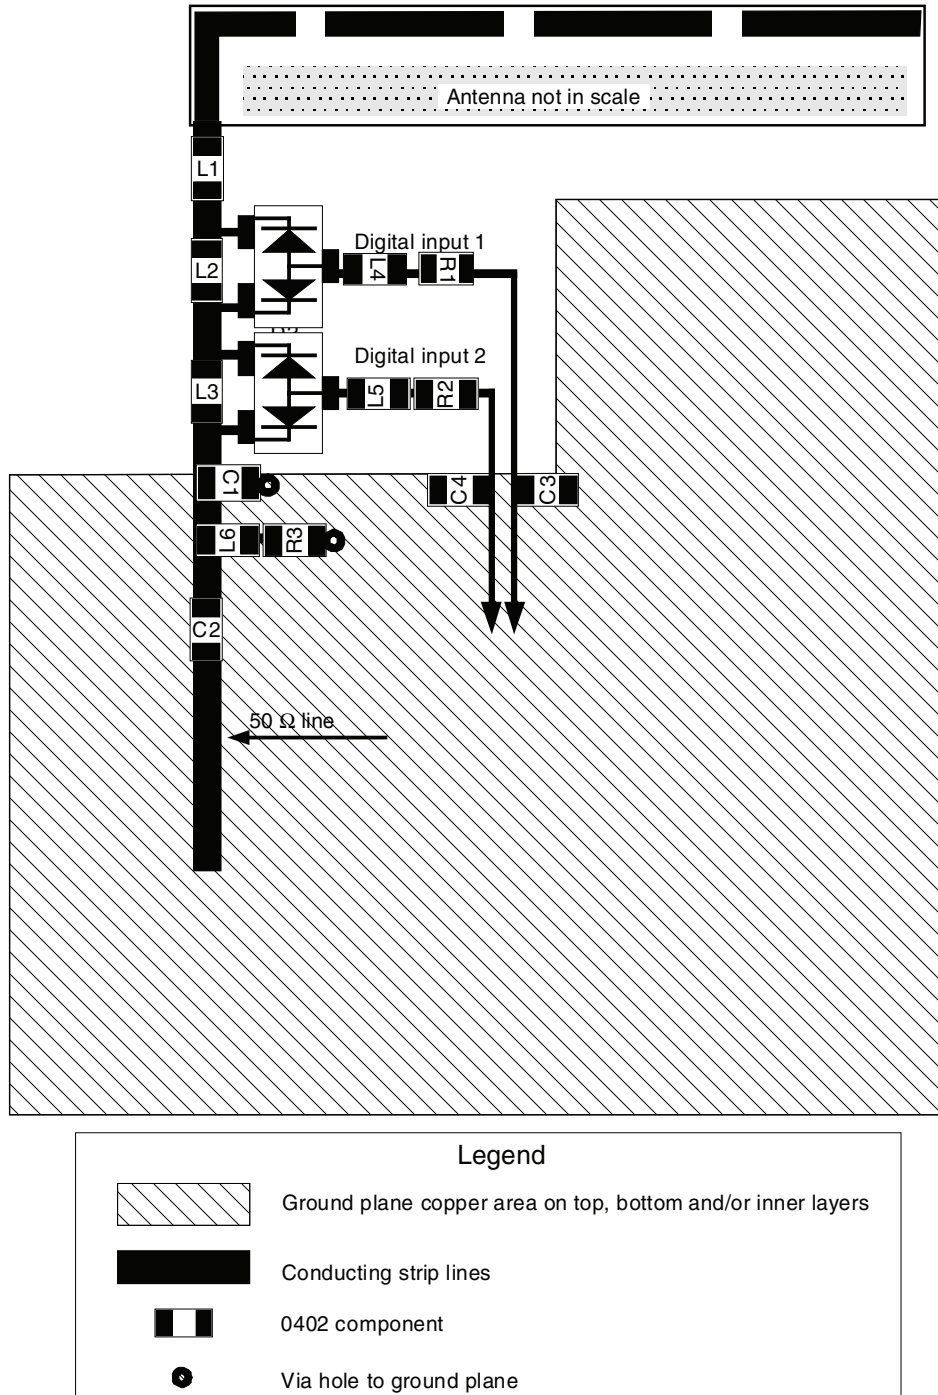 Antenna not in scale
L1
Digital input 1
L2
L4
R1
Digital input 2
L3
L5
R2
C1
C4
C3
L6
R3
C2
50 Ω line
Legend
Ground plane copper area on top, bottom and/or inner layers
Conducting strip lines
0402 component
Via hole to ground plane